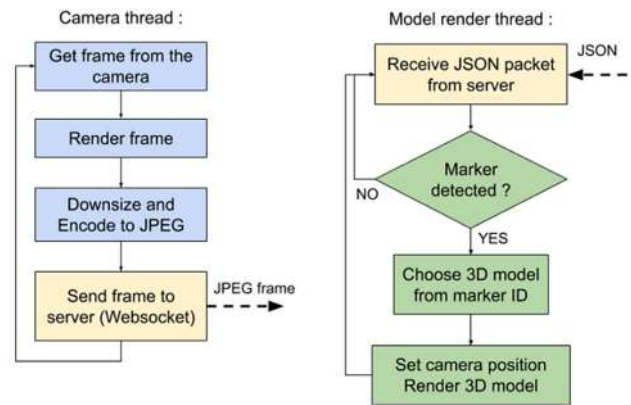 Camera thread :
Get frame from the
camera
Render frame
Downsize and
Encode to JPEG
Send frame to
server (Websocket)
JPEG frame
Model render thread :
Receive JSON packet
from server
JSON
Marker
detected ?
NO
YES
Choose 3D model
from marker ID
Set camera position
Render 3D model